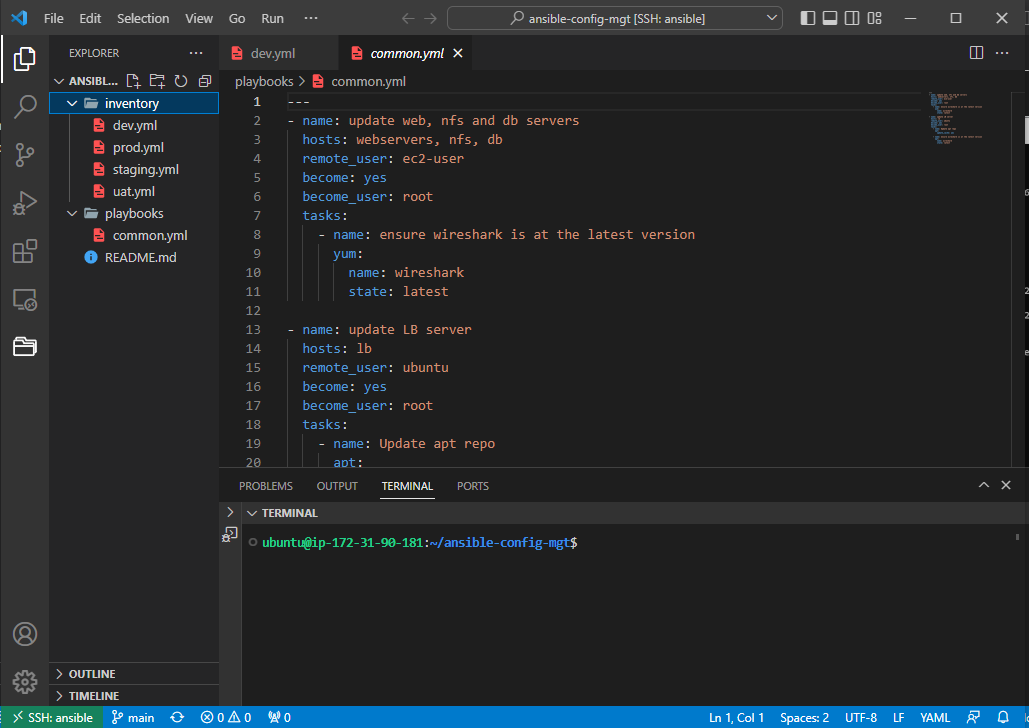 File Edit Selection View Go Run ··· ansible-config-mgt [SSH: ansible]
EXPLORER ···
ANSIBL...
inventory
dev.yml
prod.yml
staging.yml
uat.yml
playbooks
common.yml
README.md
OUTLINE
TIMELINE
dev.yml common.yml
playbooks > common.yml
1 ---
2 - name: update web, nfs and db servers
3 hosts: webservers, nfs, db
4 remote_user: ec2-user
5 become: yes
6 become_user: root
7 tasks:
8 - name: ensure wireshark is at the latest version
9 yum:
10 name: wireshark
11 state: latest
12
13 - name: update LB server
14 hosts: lb
15 remote_user: ubuntu
16 become: yes
17 become_user: root
18 tasks:
19 - name: Update apt repo
20 apt:
PROBLEMS OUTPUT TERMINAL PORTS
TERMINAL
ubuntu@ip-172-31-90-181:~/ansible-config-mgt$
SSH: ansible main 0 0 0 Ln 1, Col 1 Spaces: 2 UTF-8 LF YAML